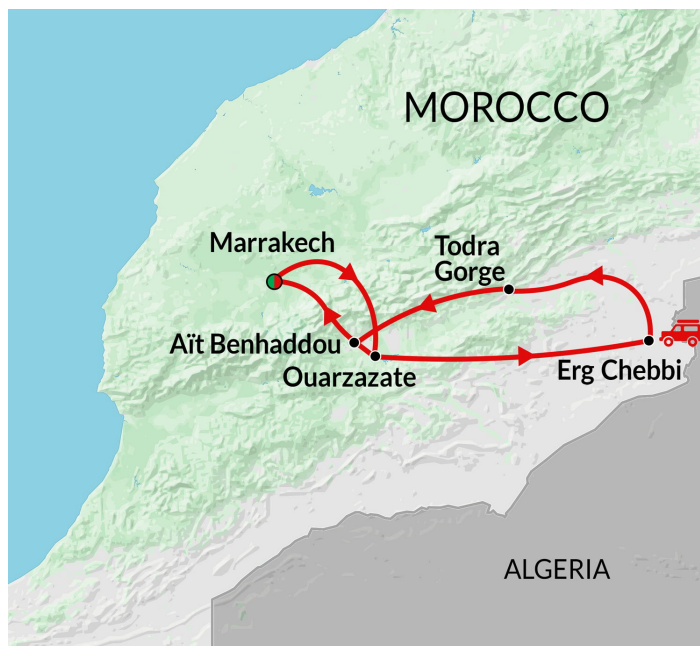 MOROCCO
Marrakech
Todra
Gorge
Aït Benhaddou
Ouarzazate
Erg Chebbi
ALGERIA